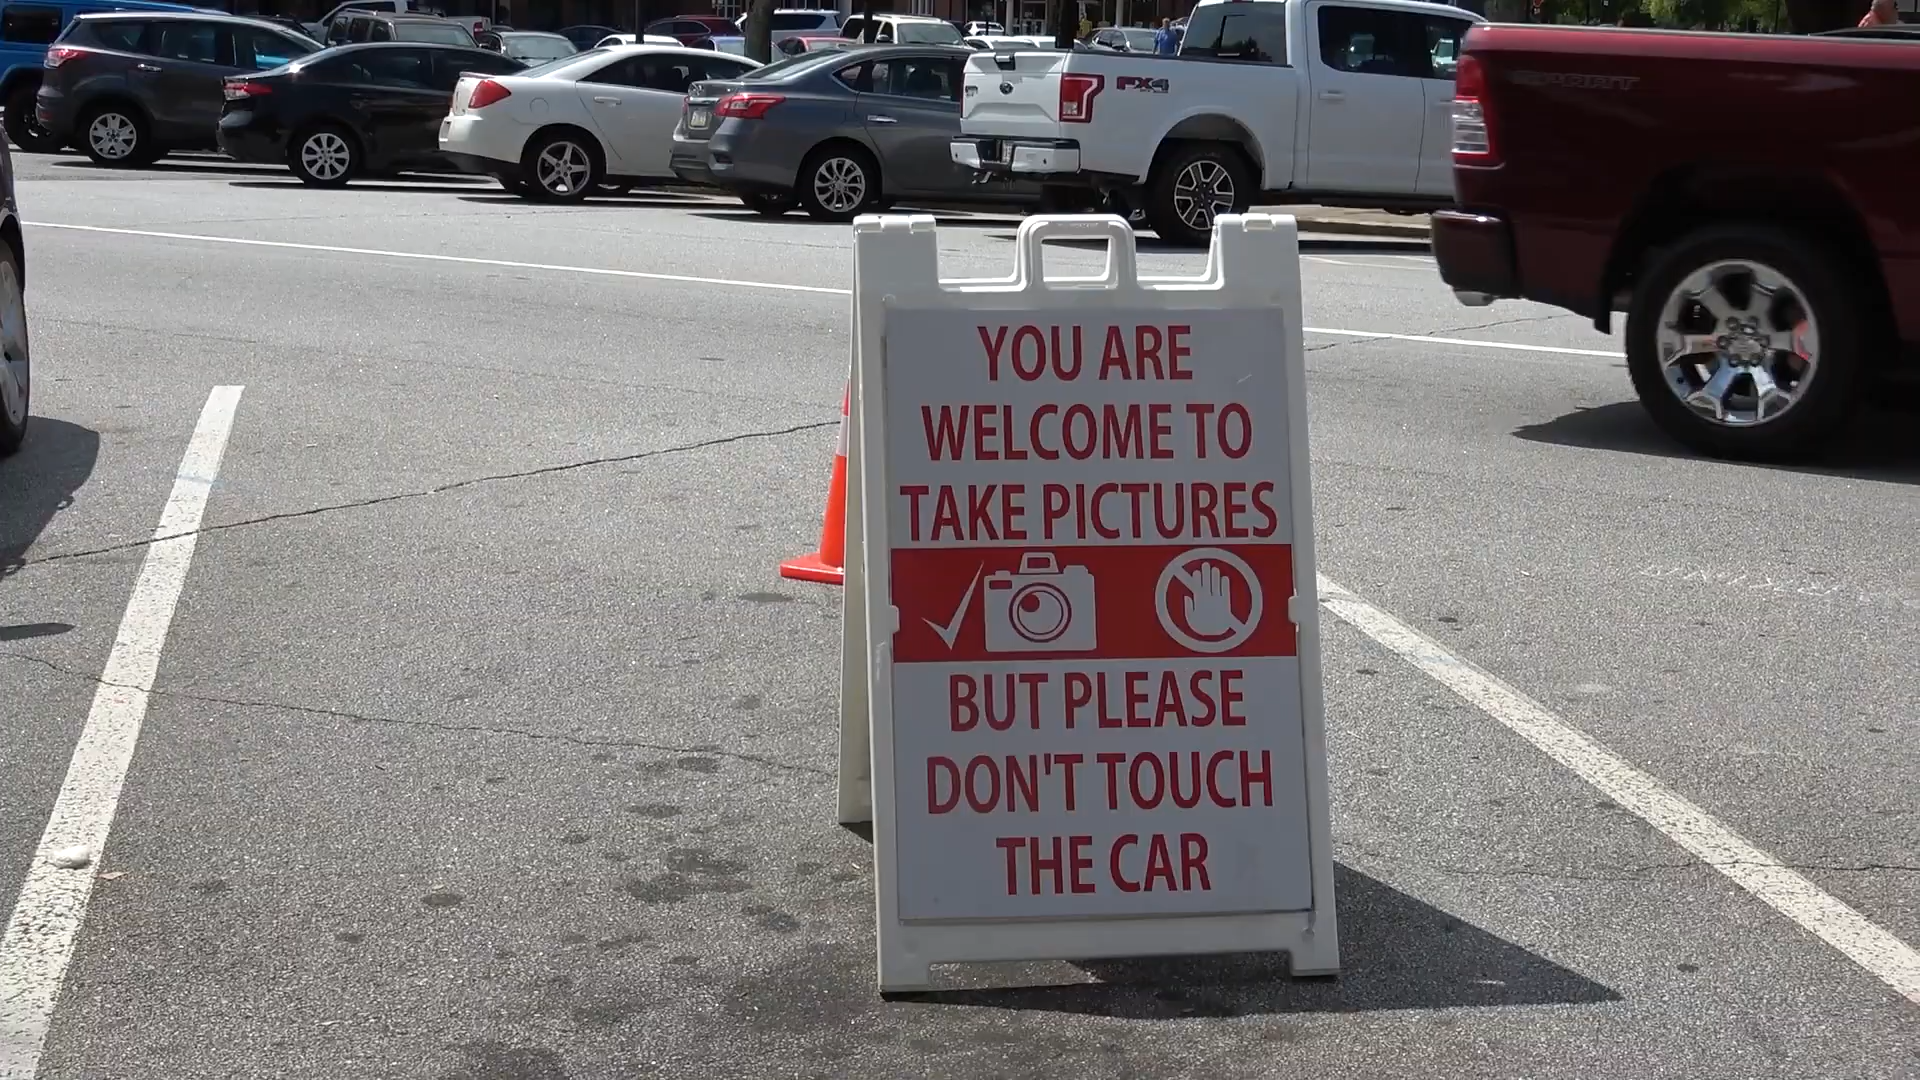 FX4
YOU ARE
WELCOME TO
TAKE PICTURES
BUT PLEASE
DON'T TOUCH
THE CAR